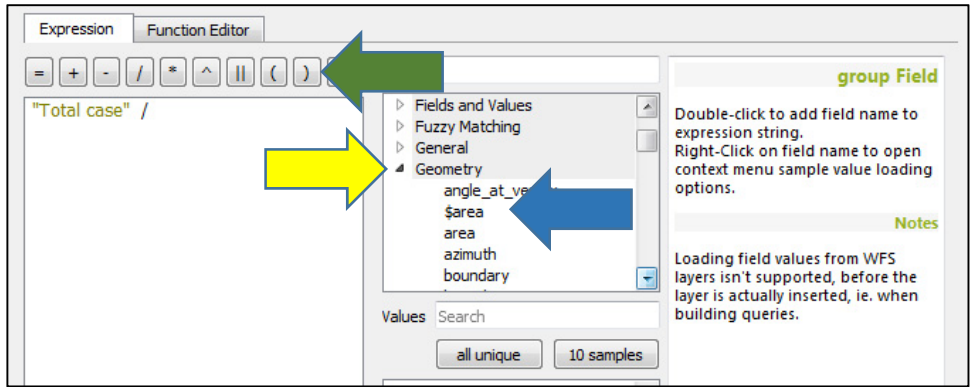 Expression Function Editor
= + - / * ^ || ( )
"Total case" /
Fields and Values
Fuzzy Matching
General
Geometry
$area
area
azimuth
boundary
Values Search
all unique 10 samples
group Field
Double-click to add field name to
expression string.
Right-Click on field name to open
context menu sample value loading
options.
Notes
Loading field values from WFS
layers isn't supported, before the
layer is actually inserted, ie. when
building queries.